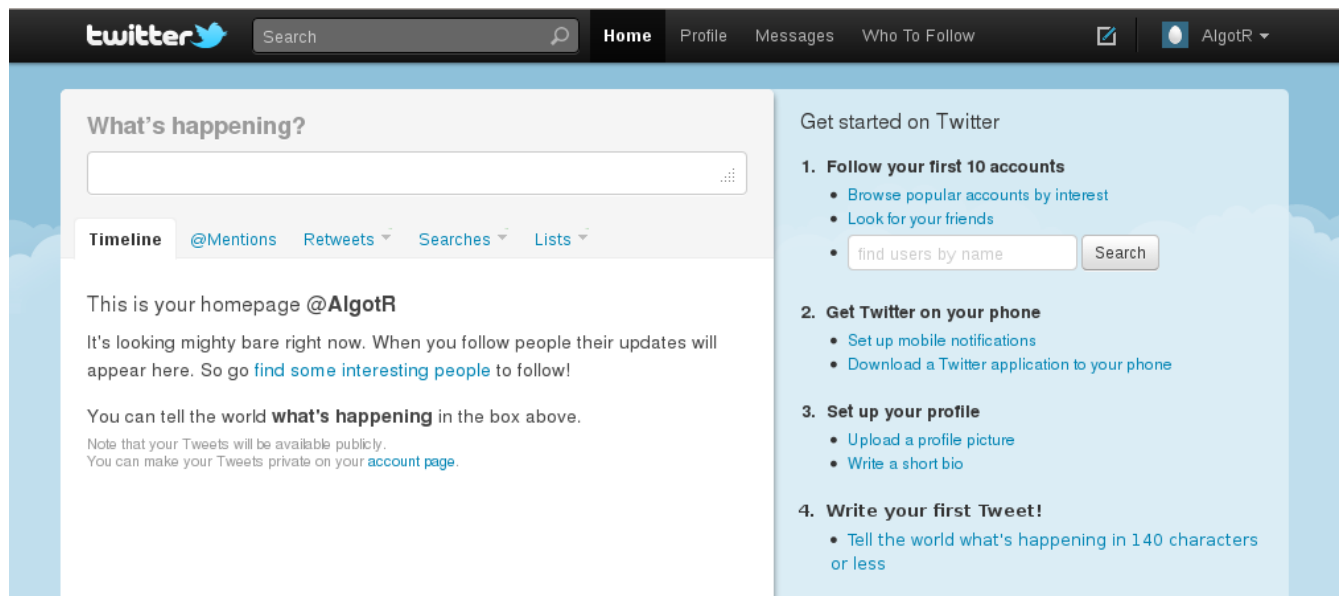 twitter Search Home Profile Messages Who To Follow AlgotR
What's happening?
Timeline @Mentions Retweets Searches Lists
This is your homepage @AlgotR
It's looking mighty bare right now. When you follow people their updates will
appear here. So go find some interesting people to follow!
You can tell the world what's happening in the box above.
Note that your Tweets will be available publicly.
You can make your Tweets private on your account page.
Get started on Twitter
1. Follow your first 10 accounts
• Browse popular accounts by interest
• Look for your friends
• find users by name Search
2. Get Twitter on your phone
• Set up mobile notifications
• Download a Twitter application to your phone
3. Set up your profile
• Upload a profile picture
• Write a short bio
4. Write your first Tweet!
• Tell the world what's happening in 140 characters
or less